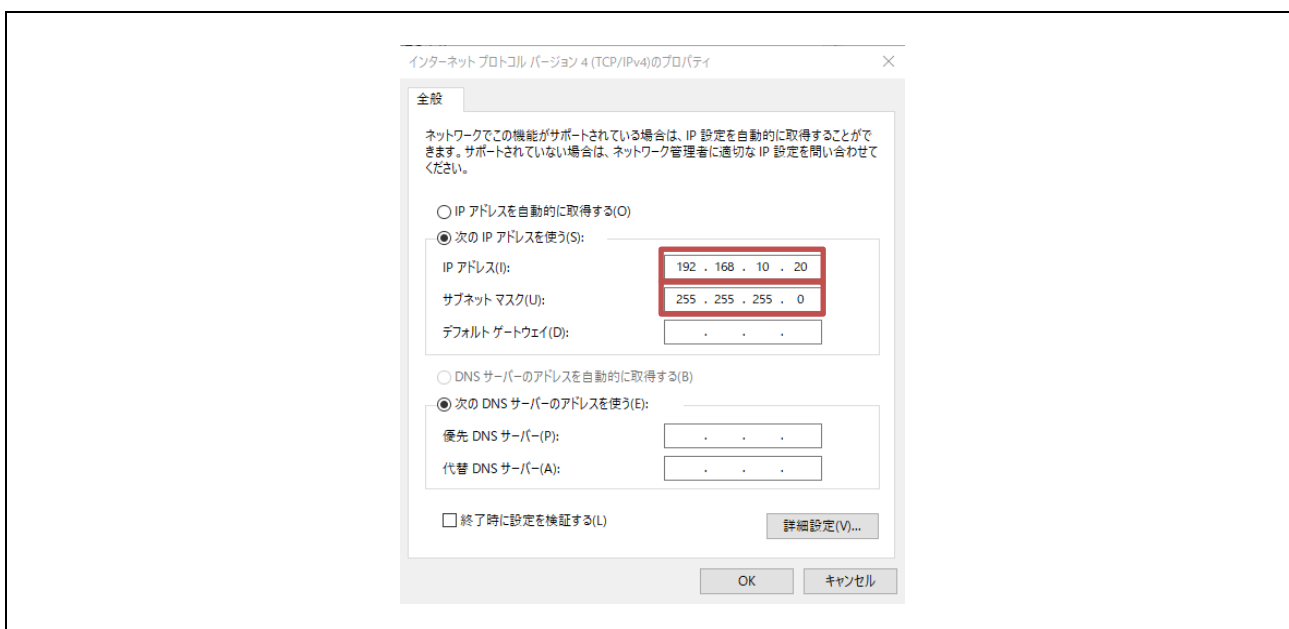 インターネット プロトコル バージョン 4 (TCP/IPv4)のプロパティ
全般
ネットワークでこの機能がサポートされている場合は、IP 設定を自動的に取得することがで
きます。サポートされていない場合は、ネットワーク管理者に適切な IP 設定を問い合わせて
ください。
IP アドレスを自動的に取得する(O)
次の IP アドレスを使う(S):
IP アドレス(I): 192 . 168 . 10 . 20
サブネット マスク(U): 255 . 255 . 255 . 0
デフォルト ゲートウェイ(D): . . .
DNS サーバーのアドレスを自動的に取得する(B)
次の DNS サーバーのアドレスを使う(E):
優先 DNS サーバー(P): . . .
代替 DNS サーバー(A): . . .
終了時に設定を検証する(L)
詳細設定(V)...
OK キャンセル